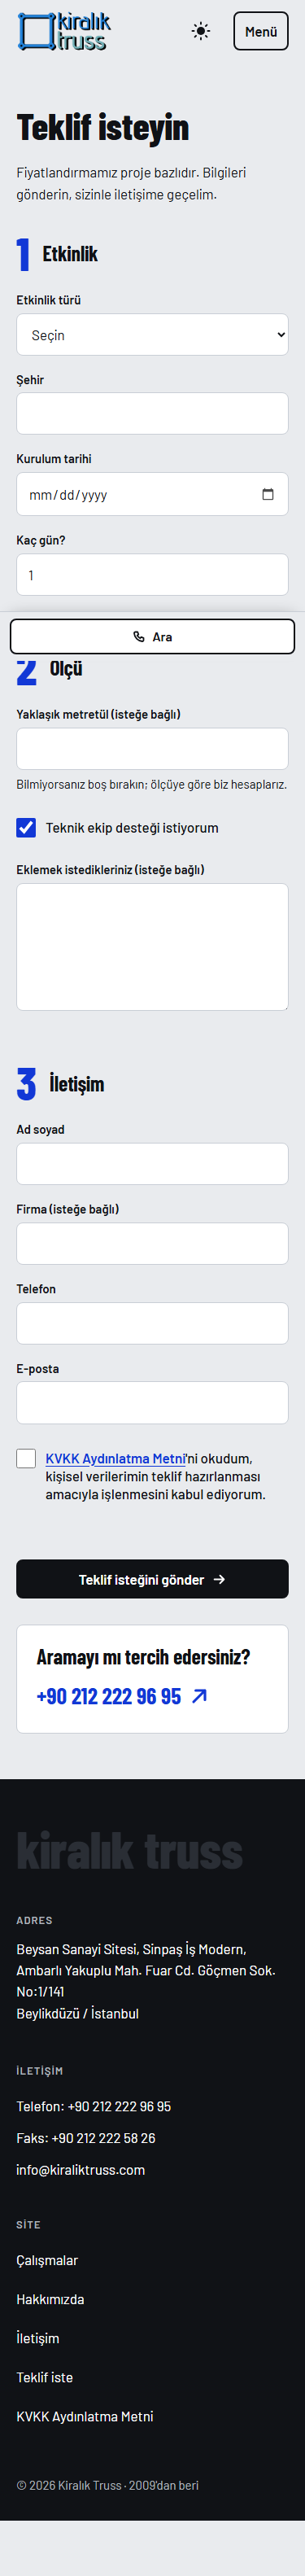 kiralık
truss
Menü
Teklif isteyin
Fiyatlandırmamız proje bazlıdır. Bilgileri
gönderin, sizinle iletişime geçelim.
1 Etkinlik
Etkinlik türü
Seçin
Şehir
Kurulum tarihi
mm/dd/yyyy
Kaç gün?
1
Ara
2 Ölçü
Yaklaşık metretül (isteğe bağlı)
Bilmiyorsanız boş bırakın; ölçüye göre biz hesaplarız.
Teknik ekip desteği istiyorum
Eklemek istedikleriniz (isteğe bağlı)
3 İletişim
Ad soyad
Firma (isteğe bağlı)
Telefon
E-posta
KVKK Aydınlatma Metni'ni okudum,
kişisel verilerimin teklif hazırlanması
amacıyla işlenmesini kabul ediyorum.
Teklif isteğini gönder →
Aramayı mı tercih edersiniz?
+90 212 222 96 95 ↗
kiralık truss
ADRES
Beysan Sanayi Sitesi, Sinpaş İş Modern,
Ambarlı Yakuplu Mah. Fuar Cd. Göçmen Sok.
No:1/141
Beylikdüzü / İstanbul
İLETİŞİM
Telefon: +90 212 222 96 95
Faks: +90 212 222 58 26
info@kiraliktruss.com
SİTE
Çalışmalar
Hakkımızda
İletişim
Teklif iste
KVKK Aydınlatma Metni
© 2026 Kiralık Truss · 2009'dan beri